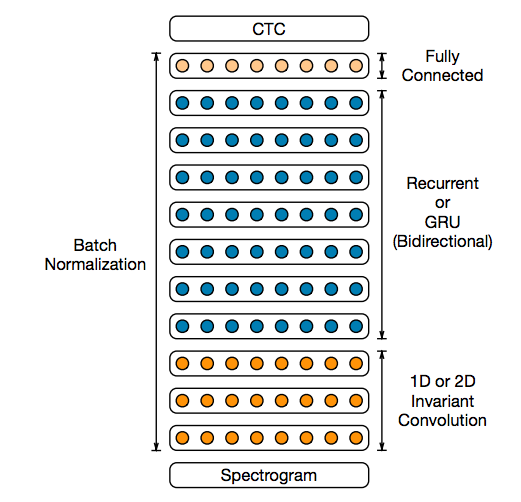 CTC
Fully
Connected
Recurrent
or
GRU
(Bidirectional)
Batch
Normalization
1D or 2D
Invariant
Convolution
Spectrogram